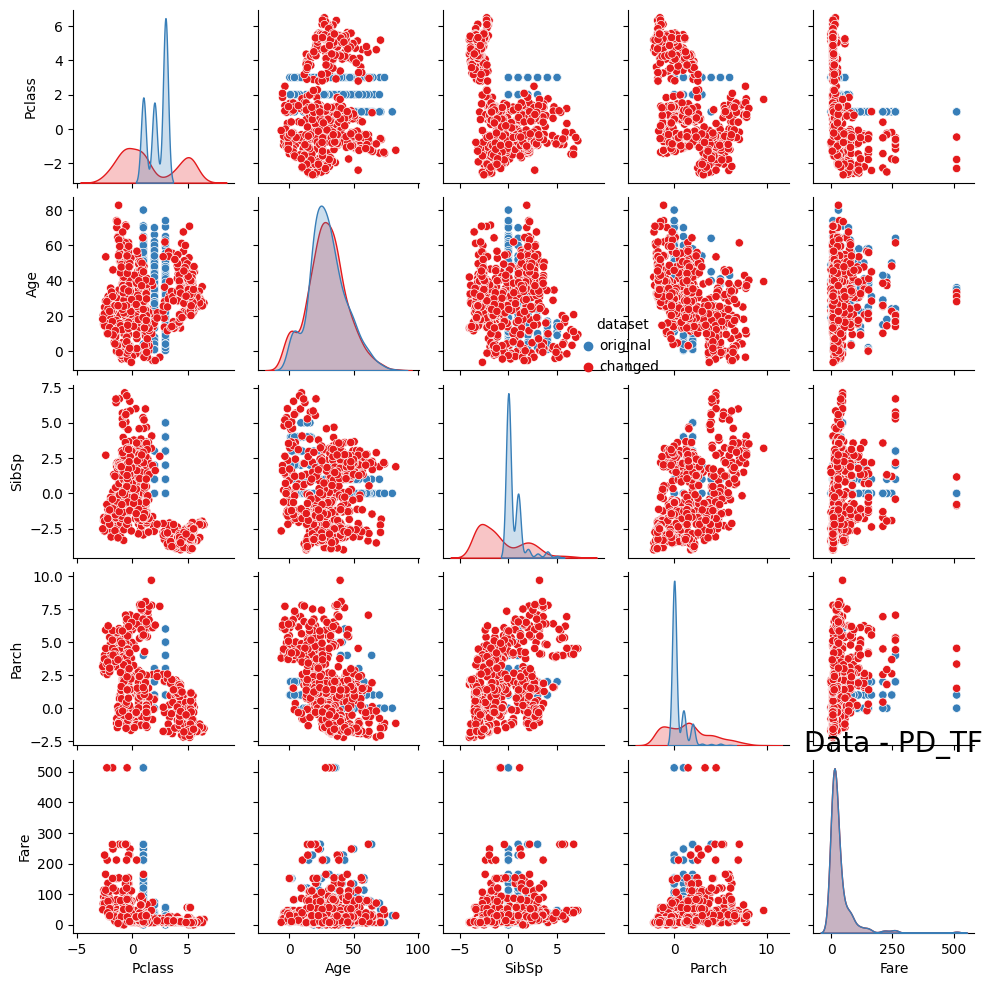 6
4
2
0
−2
Pclass
80
60
40
20
0
Age
dataset
original
changed
7.5
5.0
2.5
0.0
−2.5
SibSp
10.0
7.5
5.0
2.5
0.0
−2.5
Parch
Data - PD_TF
500
400
300
200
100
0
Fare
−5 0 5
0 50 100
−5 0 5
0 10
0 250 500
Pclass Age SibSp Parch Fare